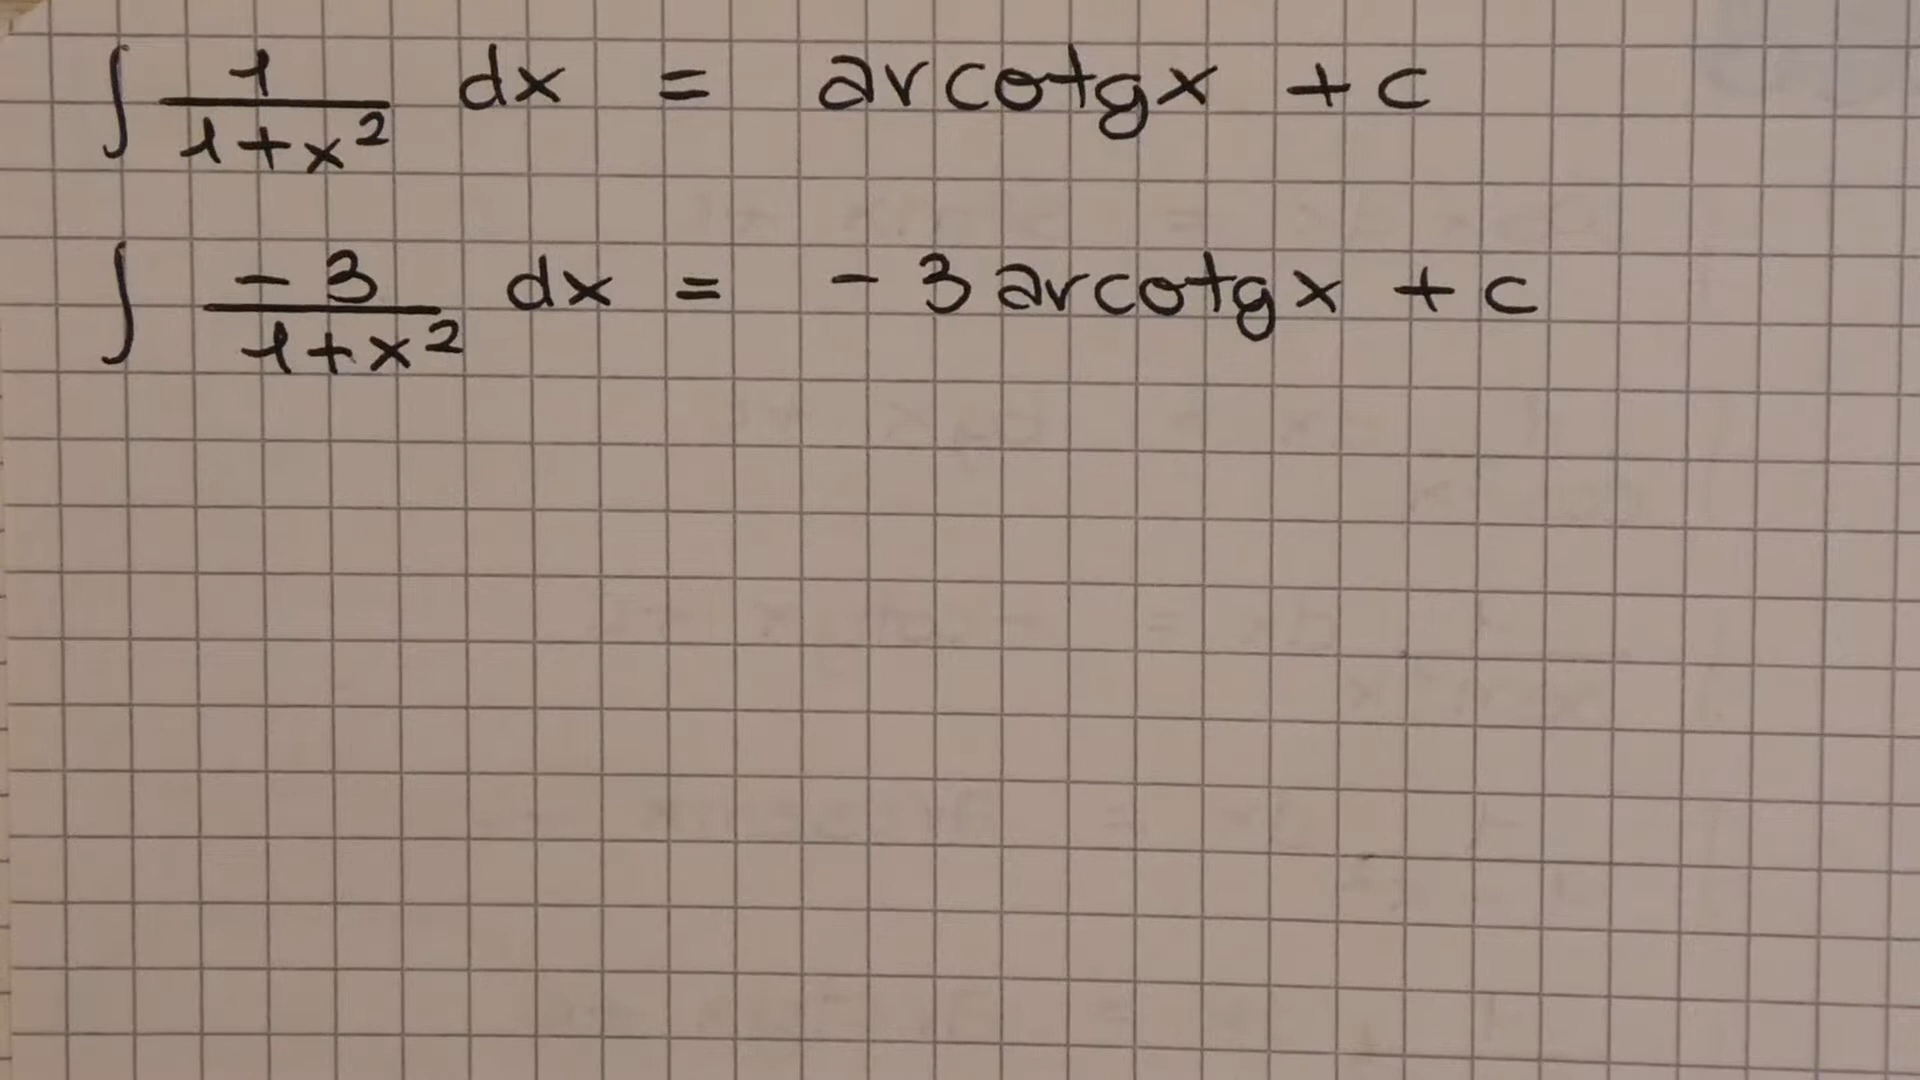 ∫ 1/(1+x²) dx = arcotgx + c
∫ -3/(1+x²) dx = -3 arcotgx + c